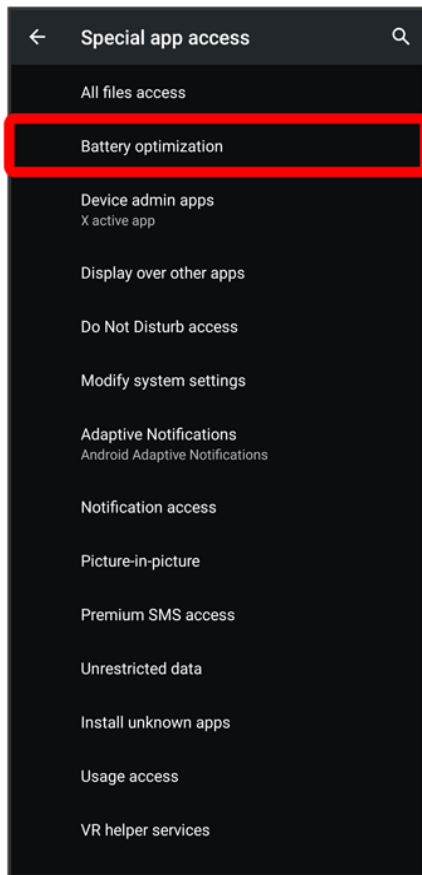 Special app access
All files access
Battery optimization
Device admin apps
X active app
Display over other apps
Do Not Disturb access
Modify system settings
Adaptive Notifications
Android Adaptive Notifications
Notification access
Picture-in-picture
Premium SMS access
Unrestricted data
Install unknown apps
Usage access
VR helper services